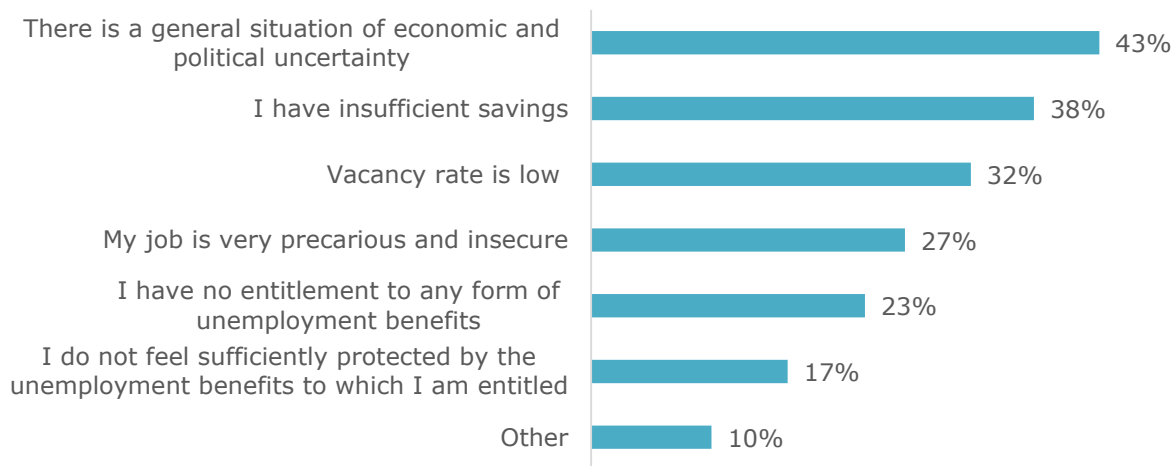 There is a general situation of economic and
political uncertainty
43%
I have insufficient savings
38%
Vacancy rate is low
32%
My job is very precarious and insecure
27%
I have no entitlement to any form of
unemployment benefits
23%
I do not feel sufficiently protected by the
unemployment benefits to which I am entitled
17%
Other
10%